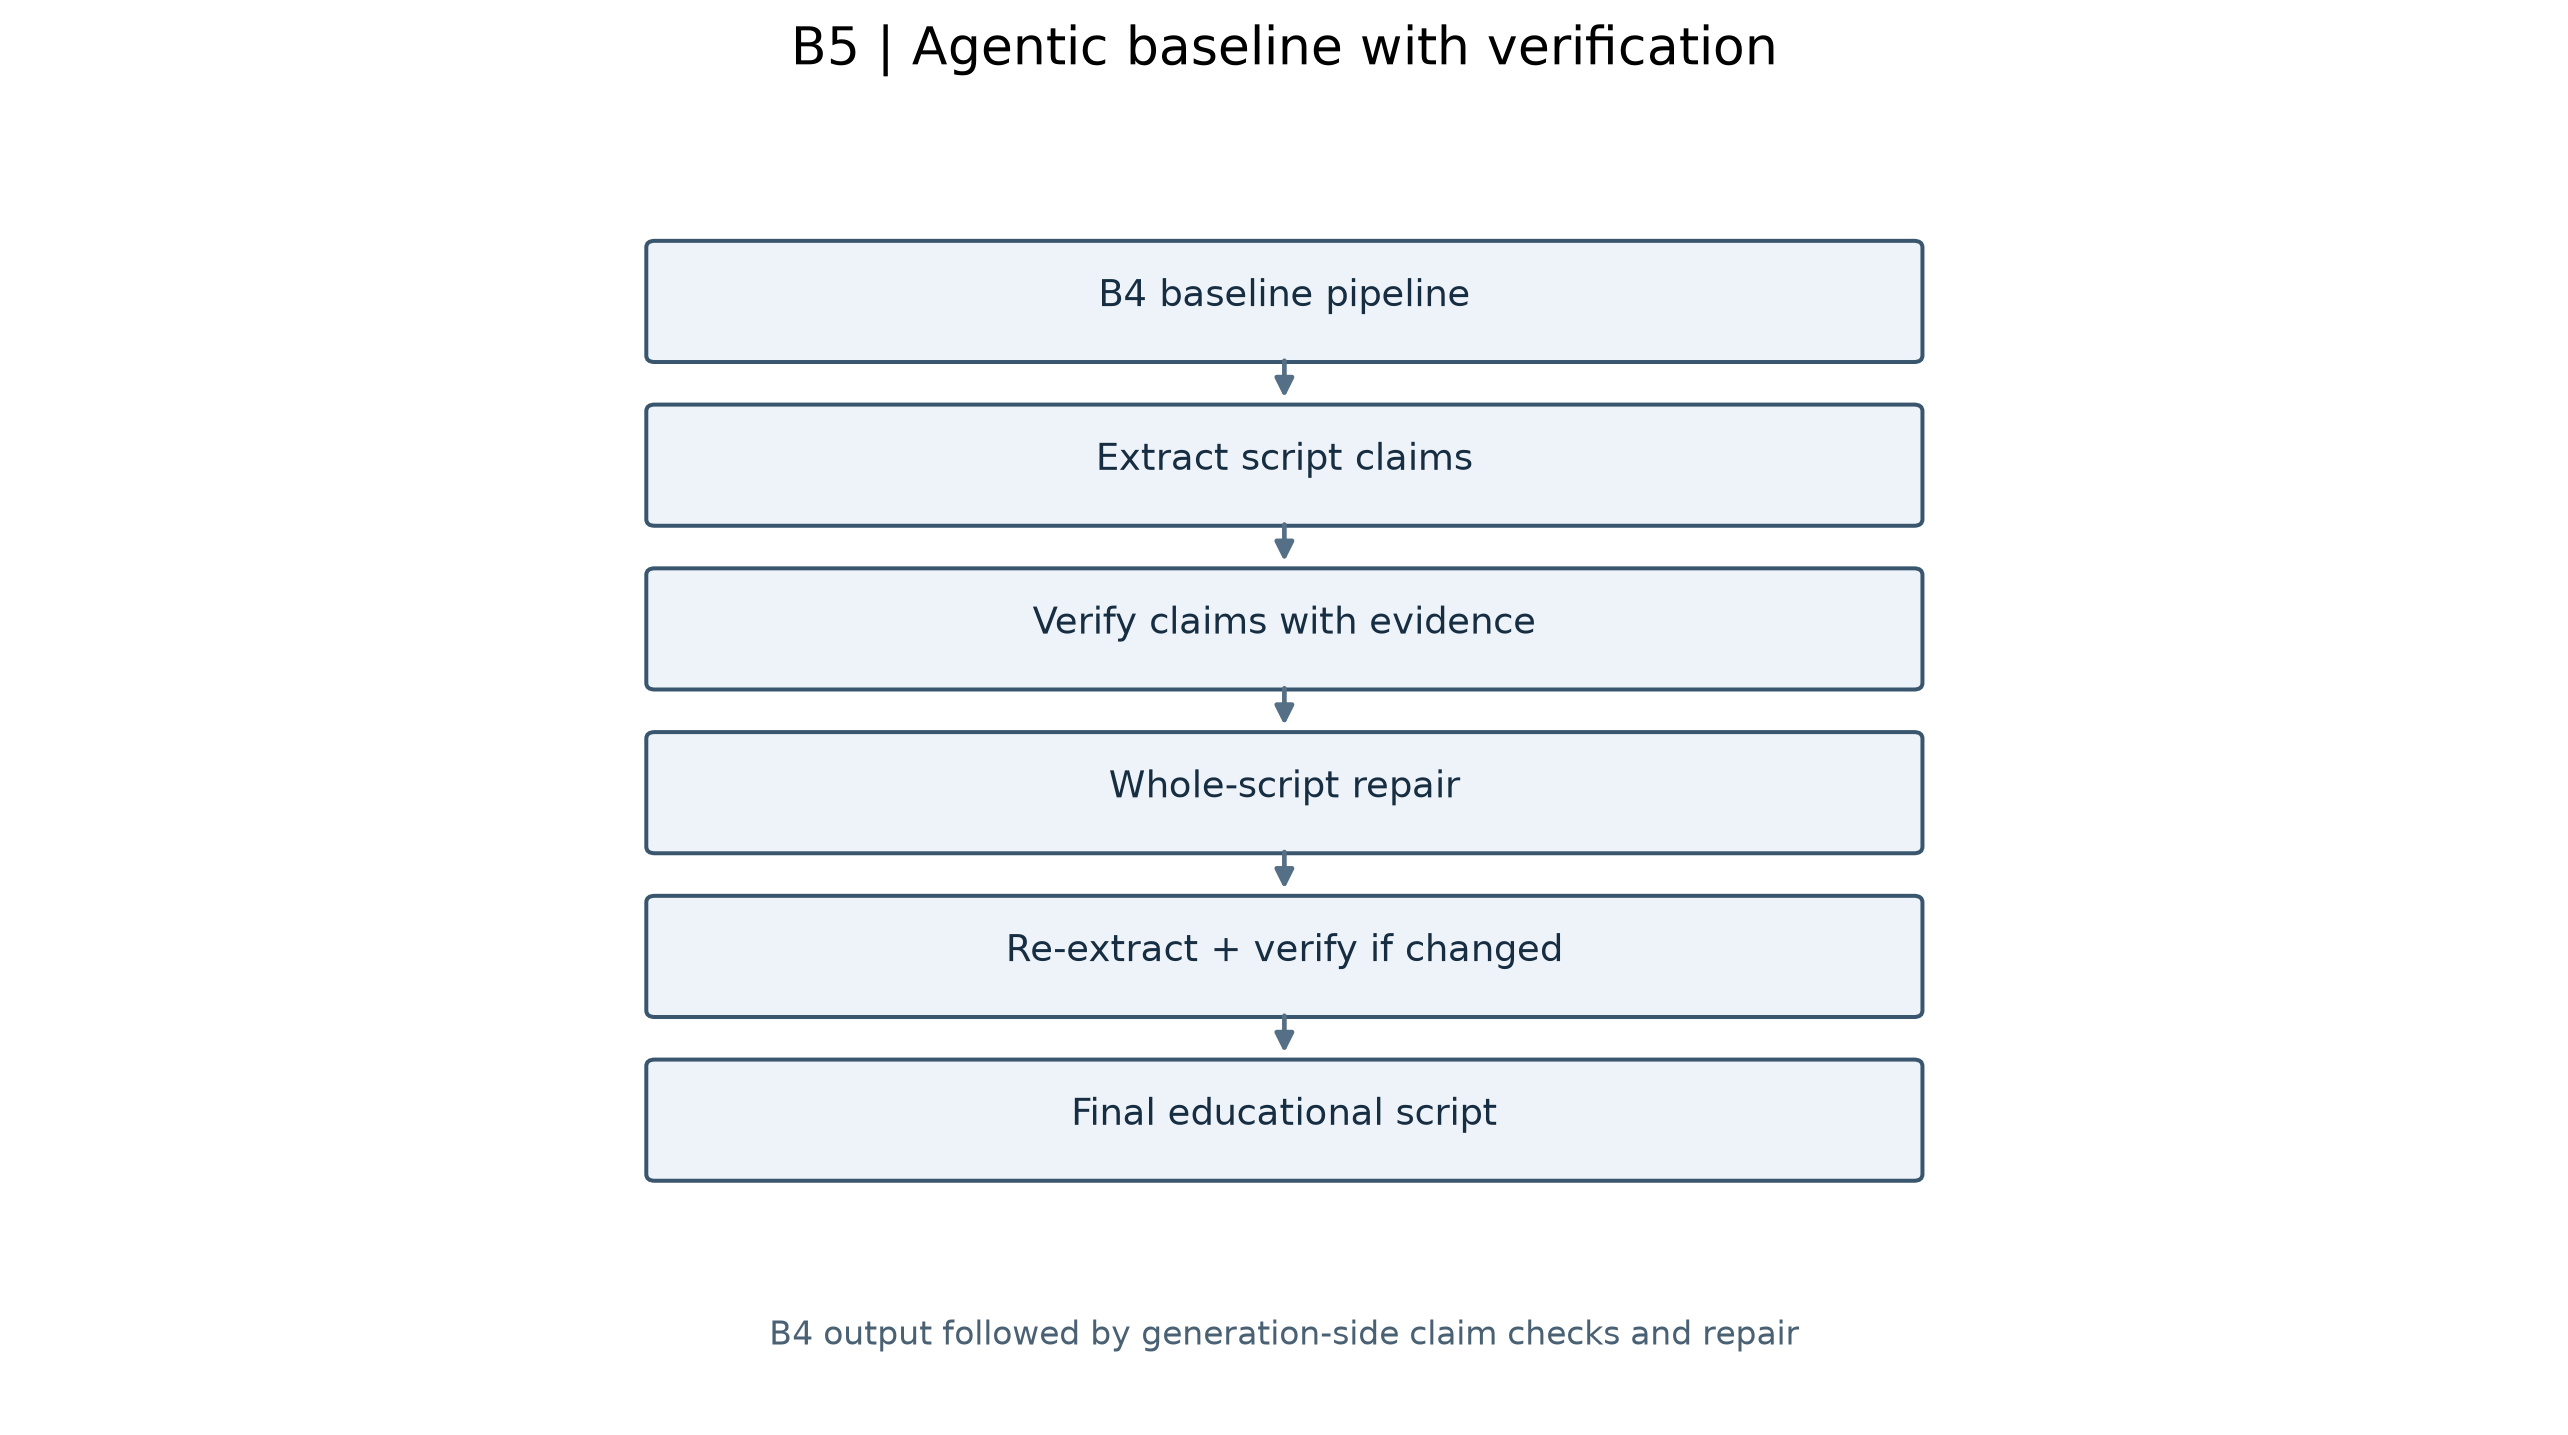 B5 | Agentic baseline with verification
B4 baseline pipeline
Extract script claims
Verify claims with evidence
Whole-script repair
Re-extract + verify if changed
Final educational script
B4 output followed by generation-side claim checks and repair